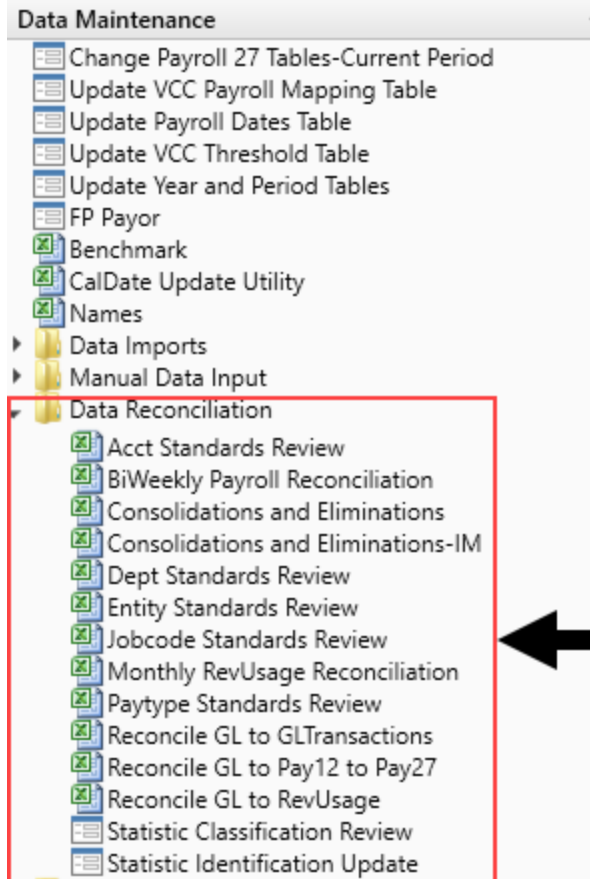 Data Maintenance
Change Payroll 27 Tables-Current Period
Update VCC Payroll Mapping Table
Update Payroll Dates Table
Update VCC Threshold Table
Update Year and Period Tables
FP Payor
Benchmark
CalDate Update Utility
Names
Data Imports
Manual Data Input
Data Reconciliation
Acct Standards Review
BiWeekly Payroll Reconciliation
Consolidations and Eliminations
Consolidations and Eliminations-IM
Dept Standards Review
Entity Standards Review
Jobcode Standards Review
Monthly RevUsage Reconciliation
Paytype Standards Review
Reconcile GL to GLTransactions
Reconcile GL to Pay12 to Pay27
Reconcile GL to RevUsage
Statistic Classification Review
Statistic Identification Update